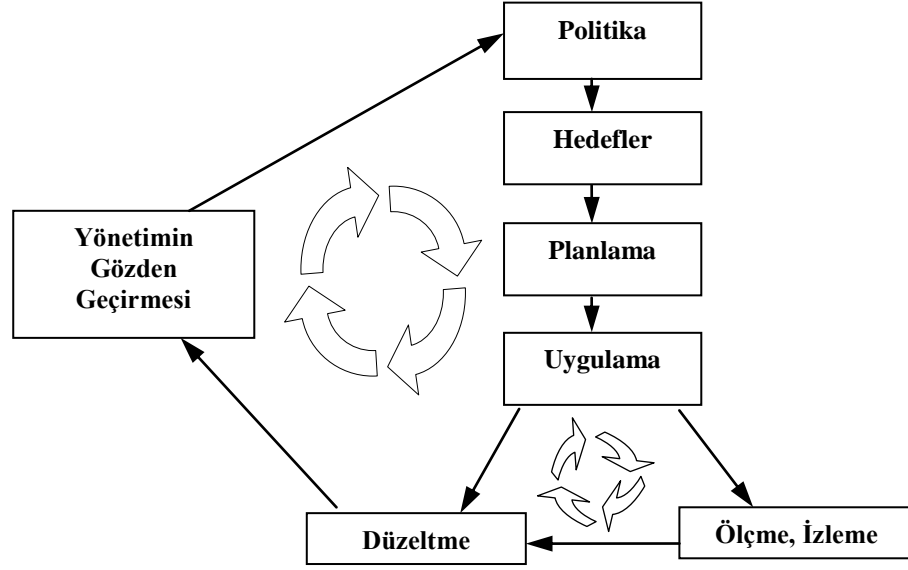 Politika
Hedefler
Yönetimin
Gözden
Geçirmesi
Planlama
Uygulama
Düzeltme
Ölçme, İzleme